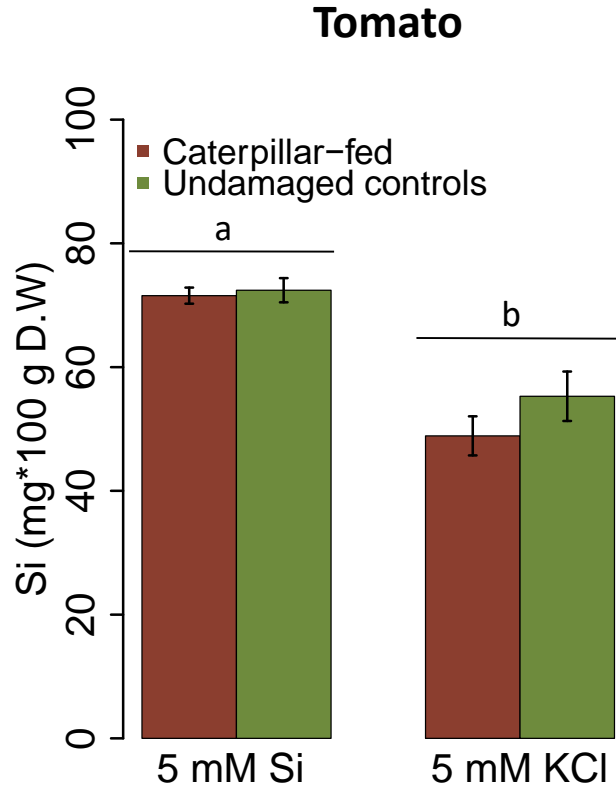 Tomato
Caterpillar−fed
Undamaged controls
a
b
Si (mg*100 g D.W)
100
80
60
40
20
0
5 mM Si
5 mM KCl